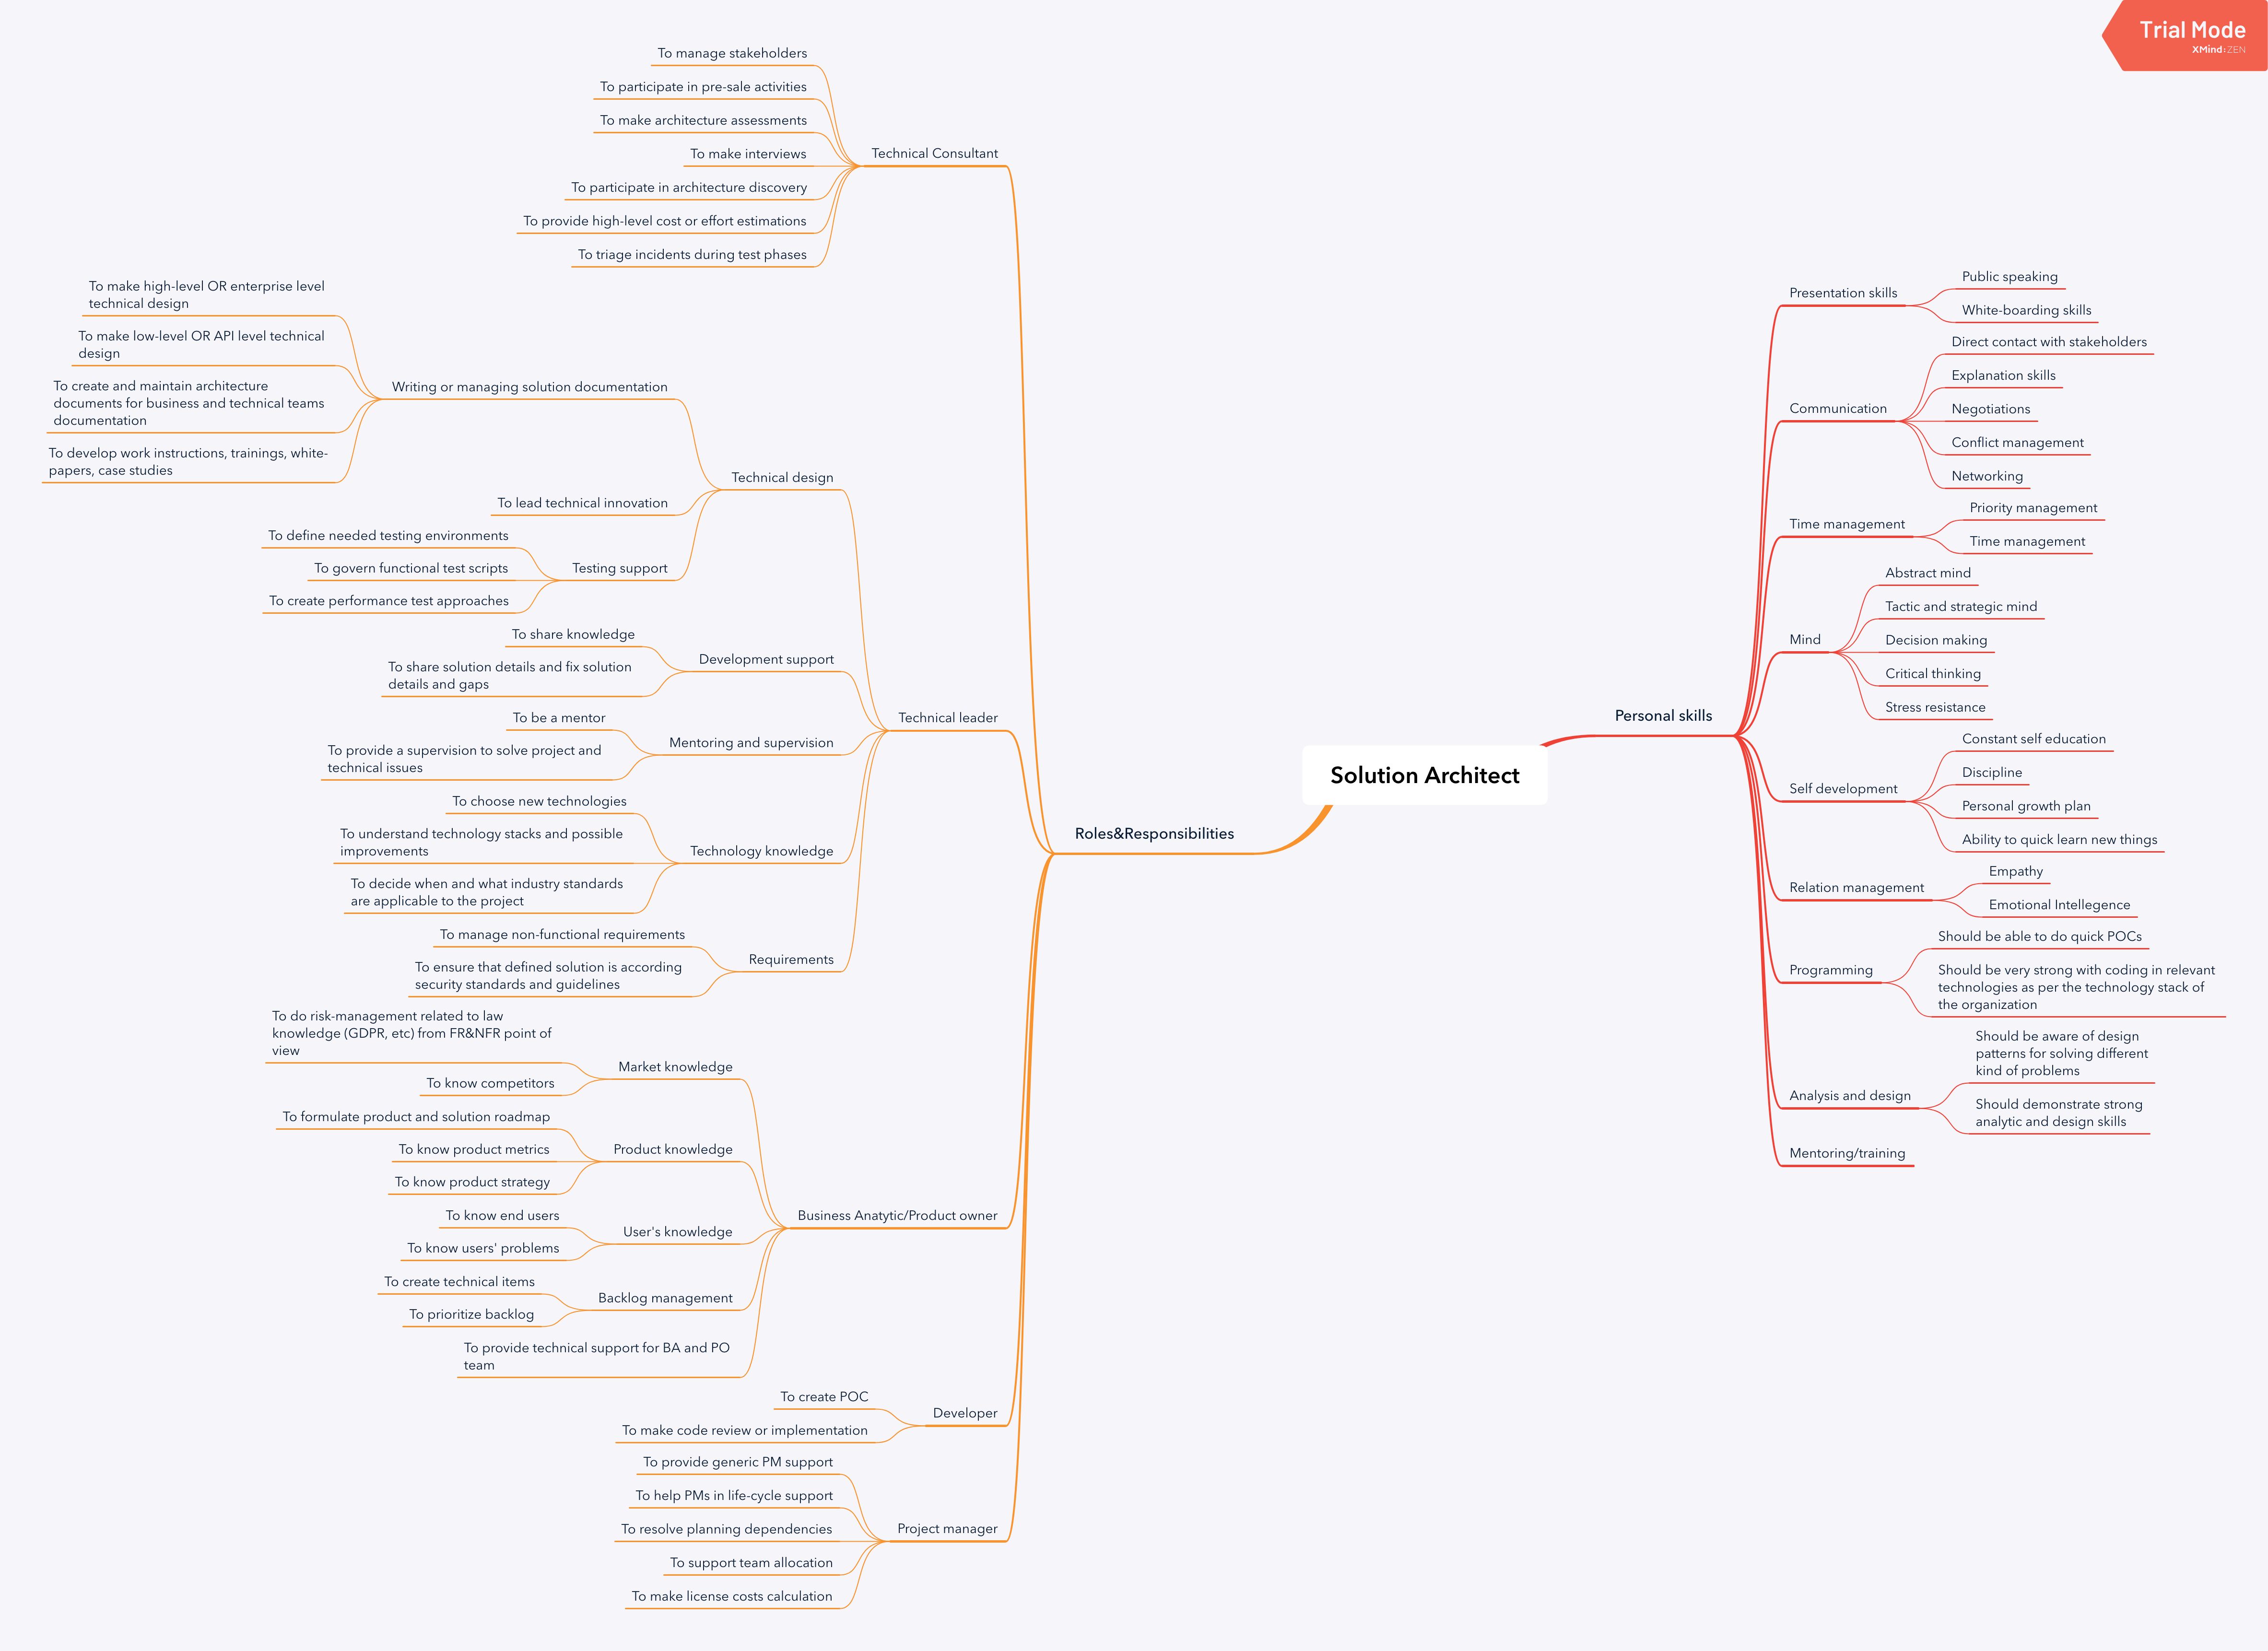 Trial Mode
XMind:ZEN
Solution Architect
Personal skills
Presentation skills
Public speaking
White-boarding skills
Communication
Direct contact with stakeholders
Explanation skills
Negotiations
Conflict management
Networking
Time management
Priority management
Time management
Mind
Abstract mind
Tactic and strategic mind
Decision making
Critical thinking
Stress resistance
Self development
Constant self education
Discipline
Personal growth plan
Ability to quick learn new things
Relation management
Empathy
Emotional Intellegence
Programming
Should be able to do quick POCs
Should be very strong with coding in relevant
technologies as per the technology stack of
the organization
Analysis and design
Should be aware of design
patterns for solving different
kind of problems
Should demonstrate strong
analytic and design skills
Mentoring/training
Roles&Responsibilities
Technical Consultant
To manage stakeholders
To participate in pre-sale activities
To make architecture assessments
To make interviews
To participate in architecture discovery
To provide high-level cost or effort estimations
To triage incidents during test phases
Technical leader
Technical design
Writing or managing solution documentation
To make high-level OR enterprise level
technical design
To make low-level OR API level technical
design
To create and maintain architecture
documents for business and technical teams
documentation
To develop work instructions, trainings, white-
papers, case studies
To lead technical innovation
Testing support
To define needed testing environments
To govern functional test scripts
To create performance test approaches
Development support
To share knowledge
To share solution details and fix solution
details and gaps
Mentoring and supervision
To be a mentor
To provide a supervision to solve project and
technical issues
Technology knowledge
To choose new technologies
To understand technology stacks and possible
improvements
To decide when and what industry standards
are applicable to the project
Requirements
To manage non-functional requirements
To ensure that defined solution is according
security standards and guidelines
Business Anatytic/Product owner
Market knowledge
To do risk-management related to law
knowledge (GDPR, etc) from FR&NFR point of
view
To know competitors
Product knowledge
To formulate product and solution roadmap
To know product metrics
To know product strategy
User's knowledge
To know end users
To know users' problems
Backlog management
To create technical items
To prioritize backlog
To provide technical support for BA and PO
team
Developer
To create POC
To make code review or implementation
Project manager
To provide generic PM support
To help PMs in life-cycle support
To resolve planning dependencies
To support team allocation
To make license costs calculation